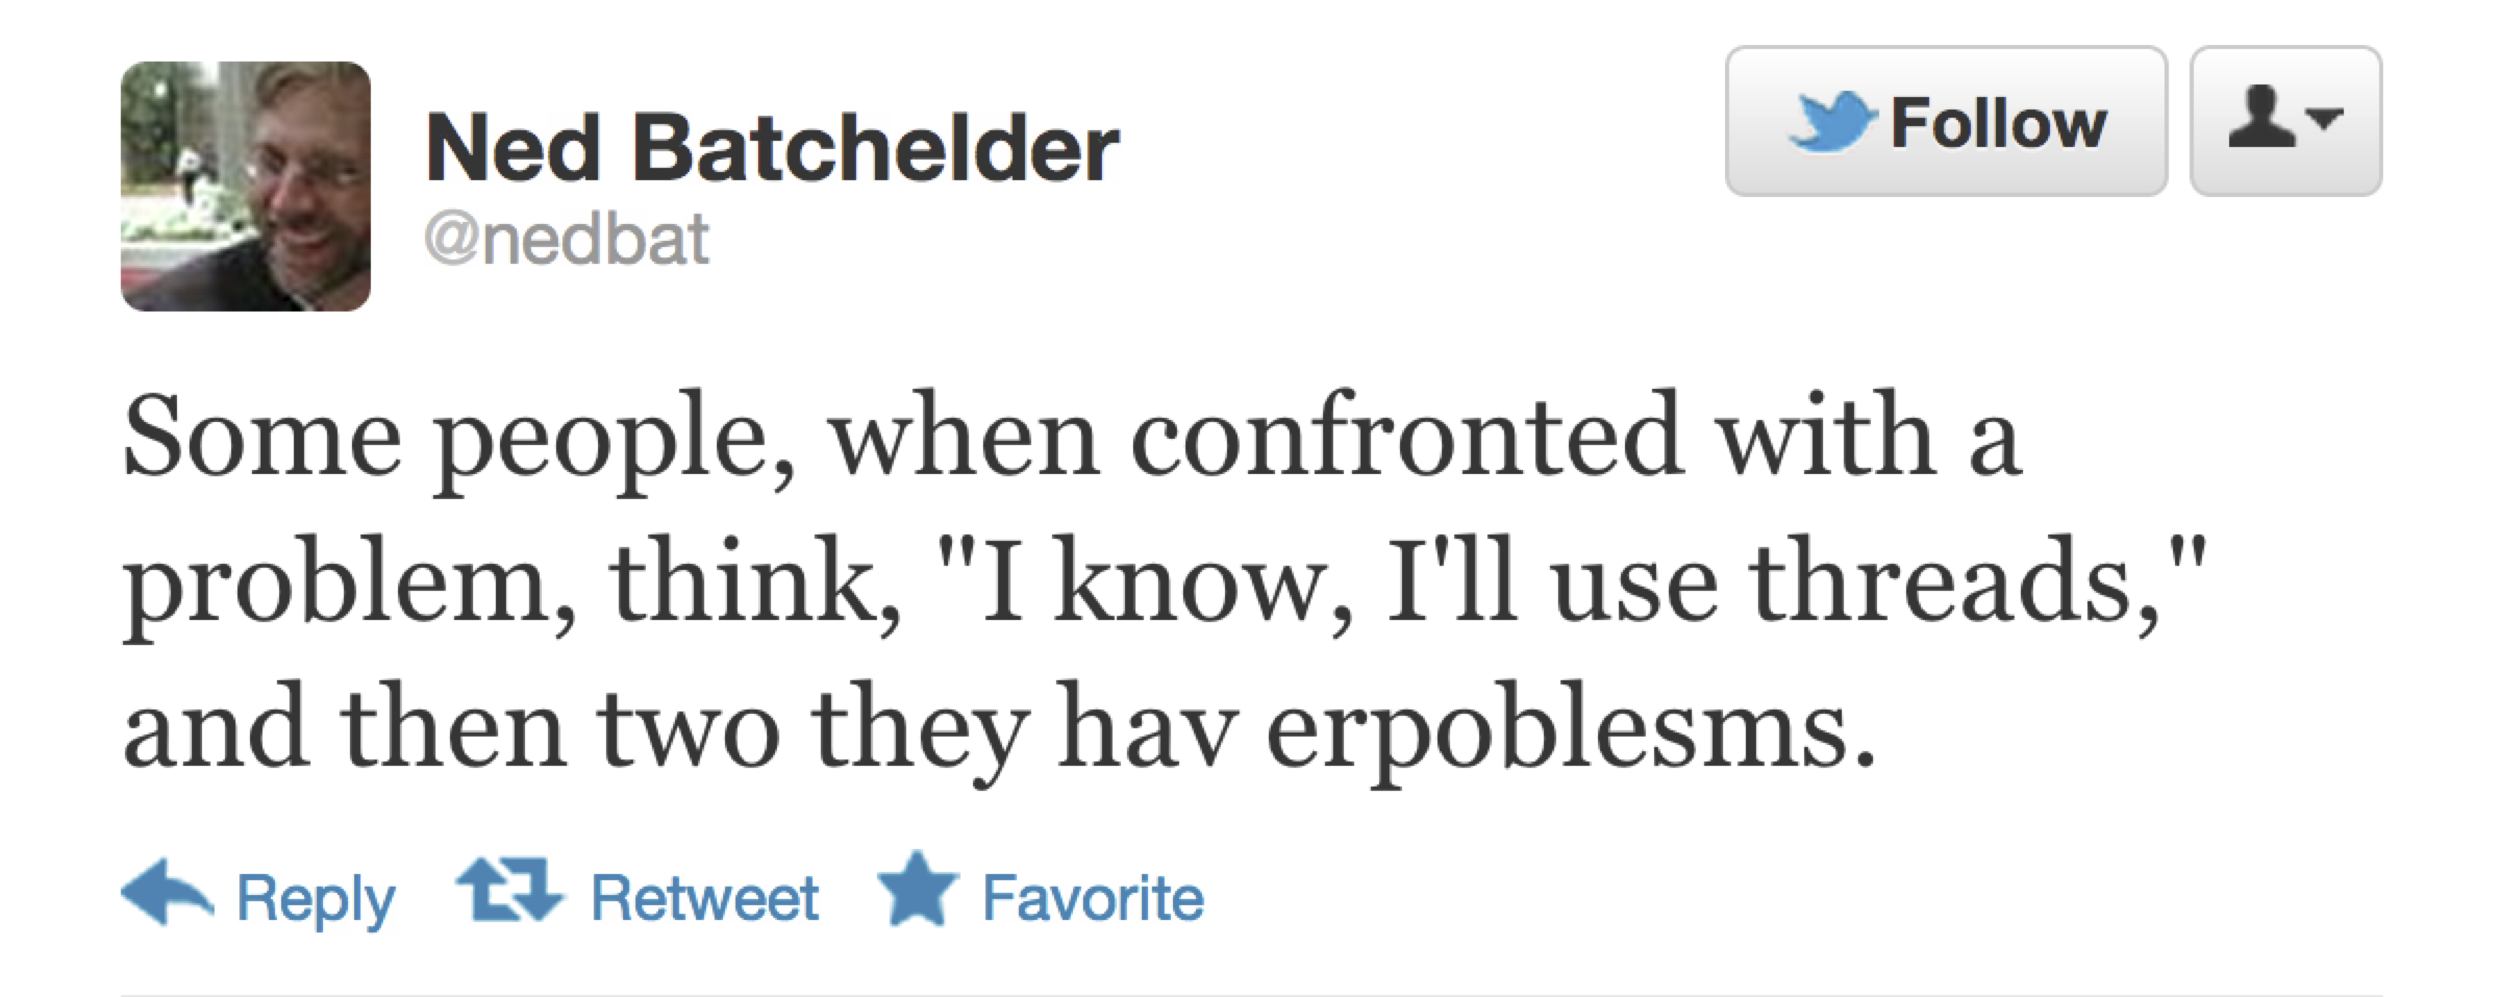 Ned Batchelder
@nedbat
Follow
Some people, when confronted with a
problem, think, "I know, I'll use threads,"
and then two they hav erpoblesms.
Reply Retweet Favorite